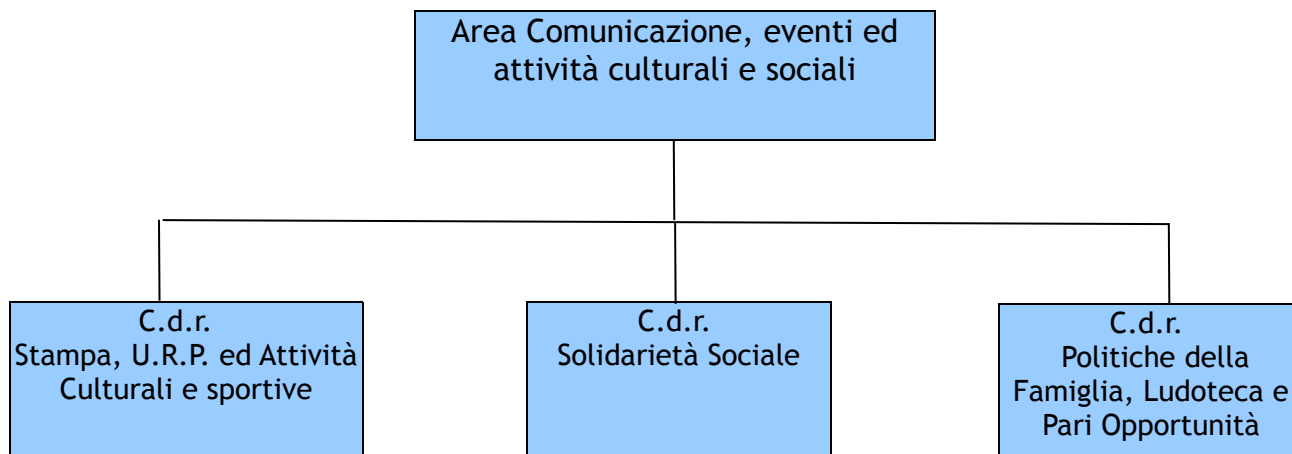 Area Comunicazione, eventi ed
attività culturali e sociali
C.d.r.
Stampa, U.R.P. ed Attività
Culturali e sportive
C.d.r.
Solidarietà Sociale
C.d.r.
Politiche della
Famiglia, Ludoteca e
Pari Opportunità